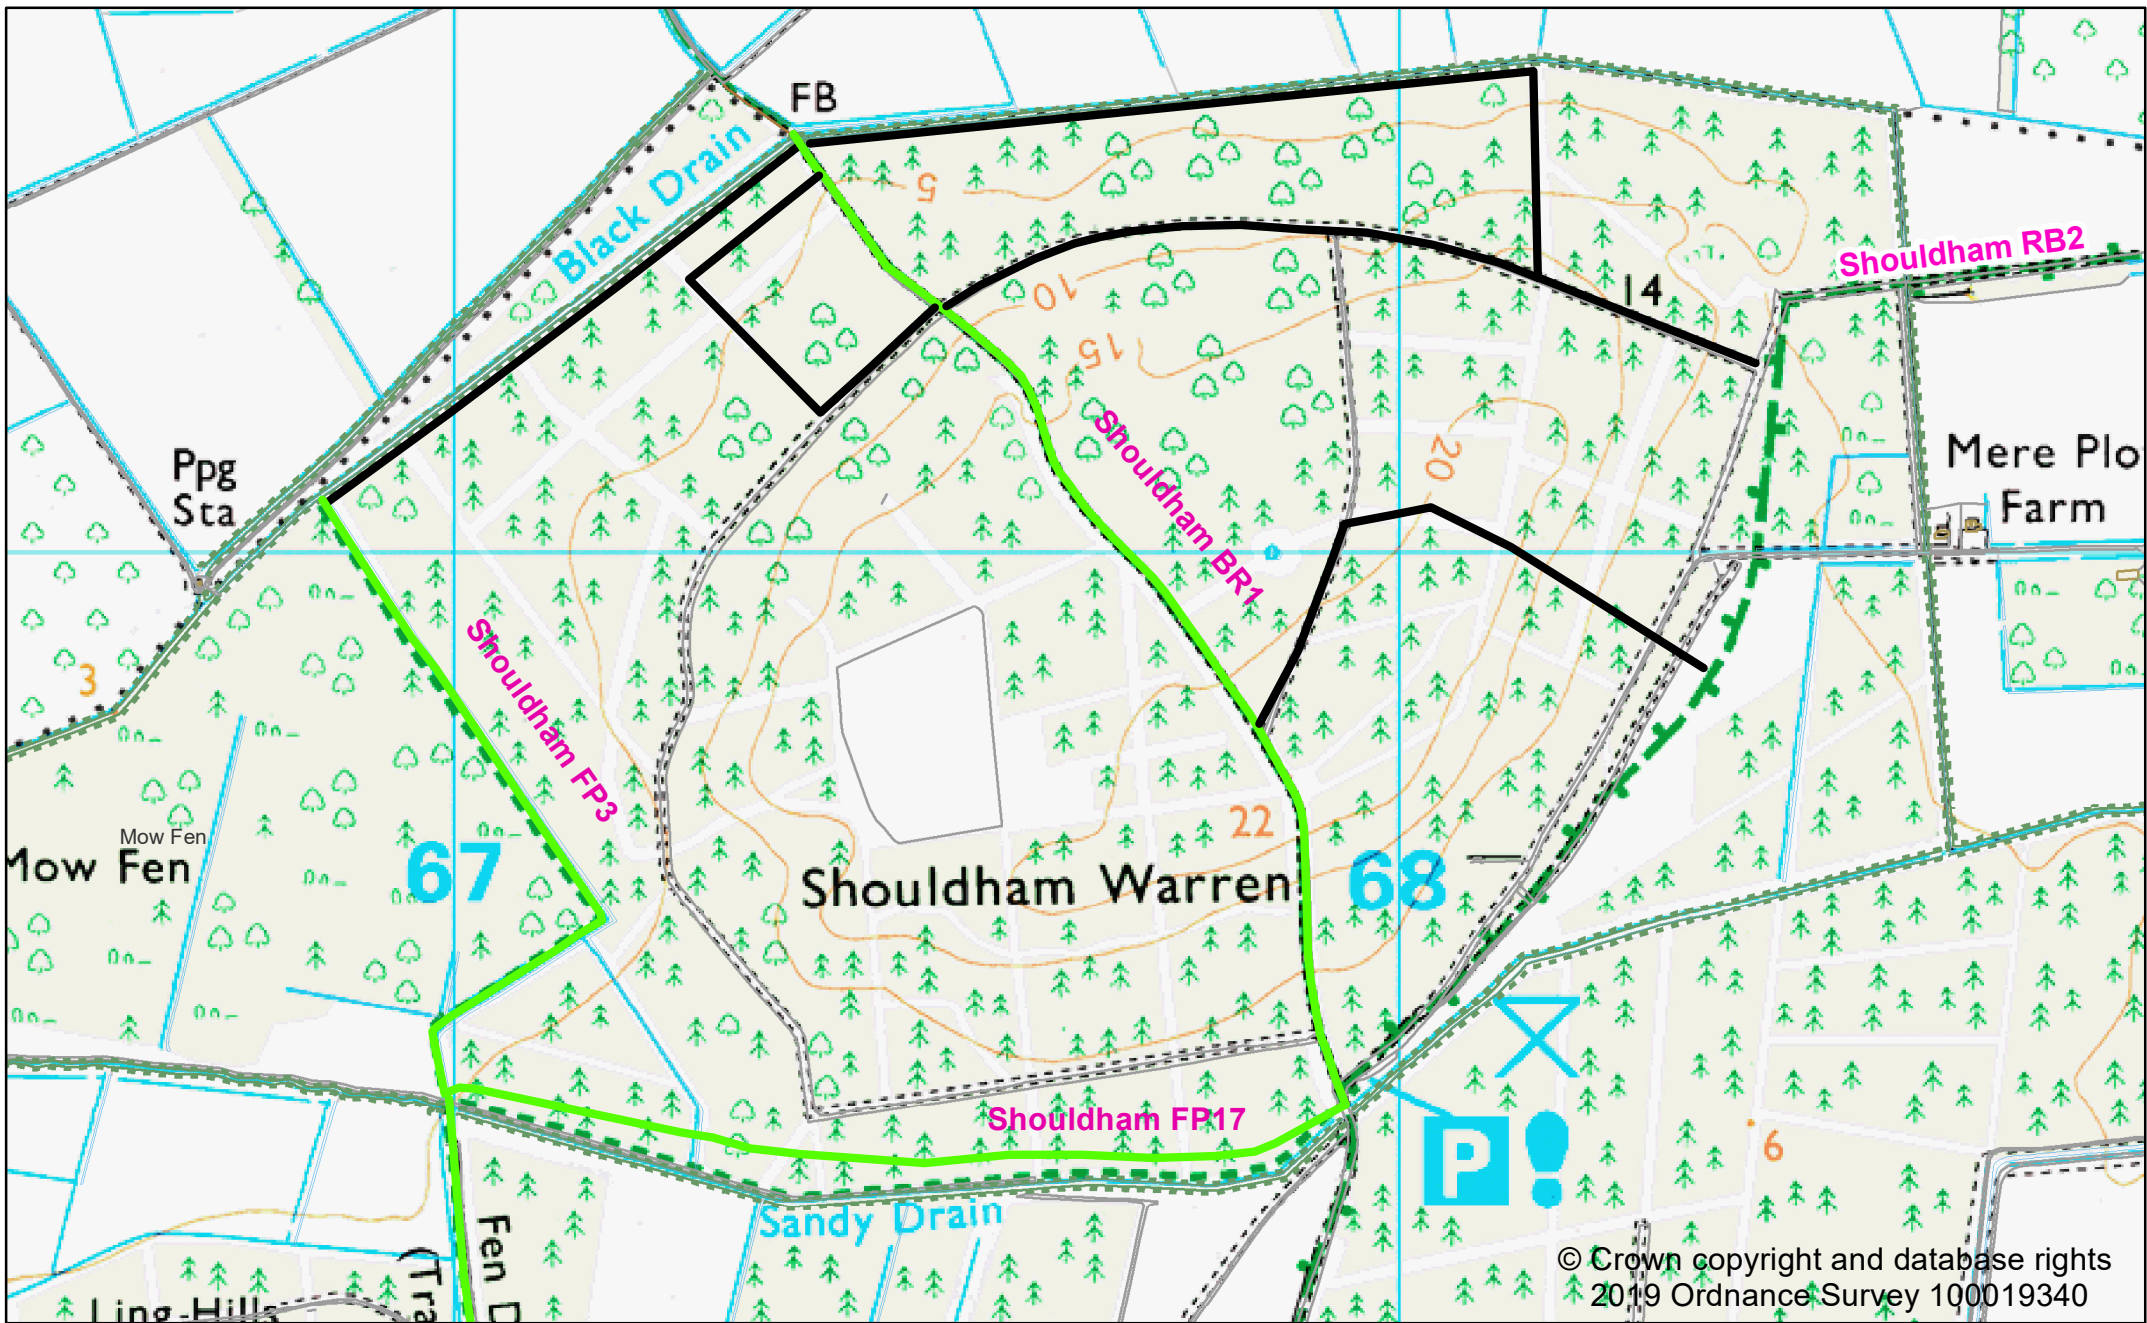 FB
Black Drain
5
Shouldham RB2
14
10
15
Shouldham BR1
20
Mere Plo
Farm
Ppg
Sta
3
Shouldham FP3
Mow Fen
Mow Fen
67
22
Shouldham Warren
68
Shouldham FP17
P
6
Sandy Drain
Fen D
(Tra
Ling-Hills
© Crown copyright and database rights
2019 Ordnance Survey 100019340